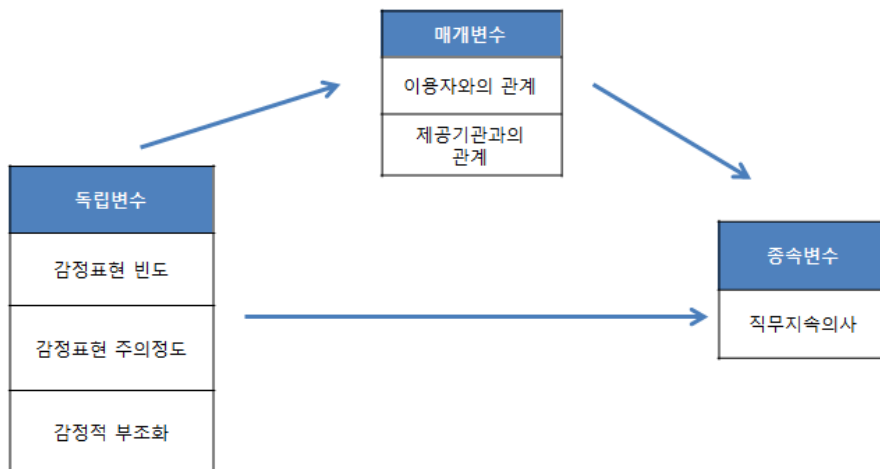 매개변수
이용자와의 관계
제공기관과의
관계
독립변수
감정표현 빈도
감정표현 주의정도
감정적 부조화
종속변수
직무지속의사